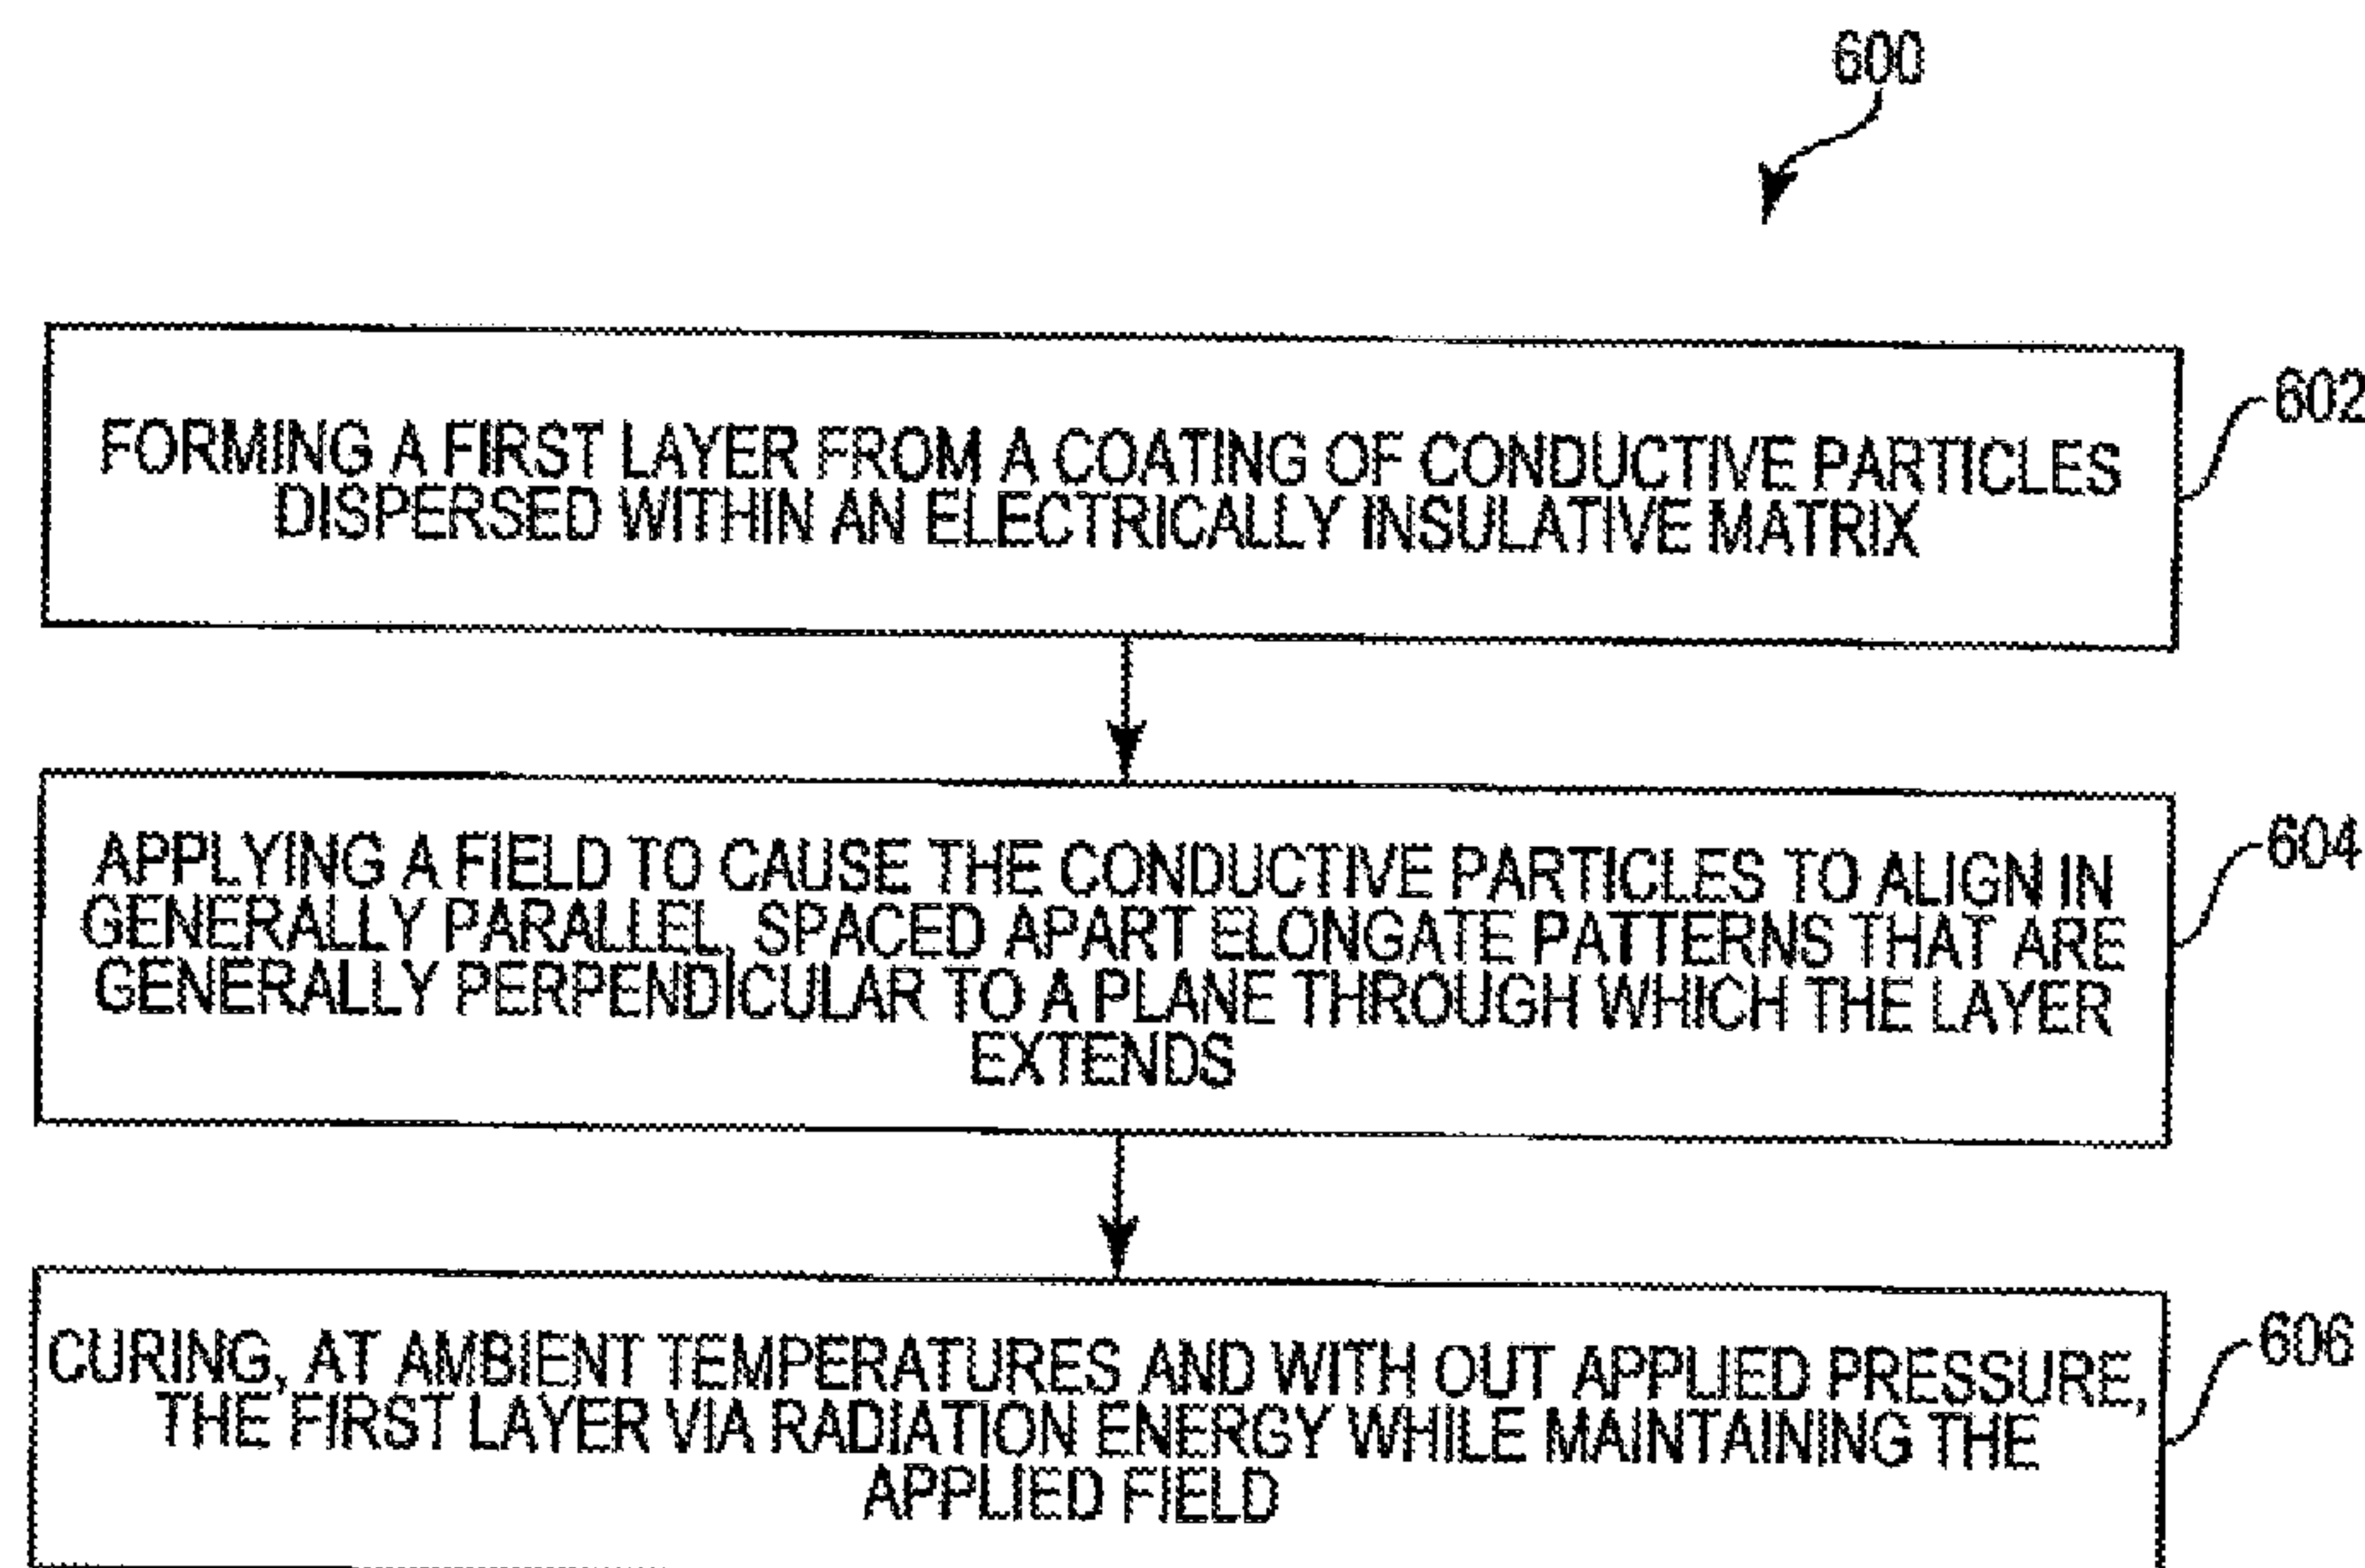 600
FORMING A FIRST LAYER FROM A COATING OF CONDUCTIVE PARTICLES
DISPERSED WITHIN AN ELECTRICALLY INSULATIVE MATRIX
602
APPLYING A FIELD TO CAUSE THE CONDUCTIVE PARTICLES TO ALIGN IN
GENERALLY PARALLEL, SPACED APART ELONGATE PATTERNS THAT ARE
GENERALLY PERPENDICULAR TO A PLANE THROUGH WHICH THE LAYER
EXTENDS
604
CURING, AT AMBIENT TEMPERATURES AND WITH OUT APPLIED PRESSURE,
THE FIRST LAYER VIA RADIATION ENERGY WHILE MAINTAINING THE
APPLIED FIELD
606